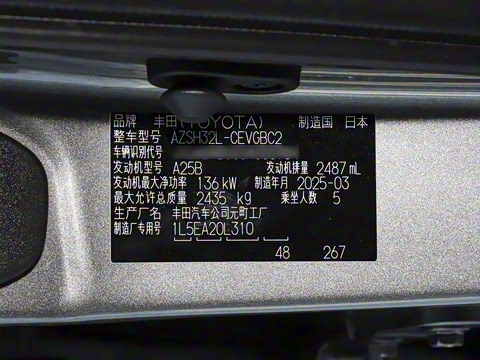 品牌 丰田(TOYOTA) 制造国 日本
整车型号 AZSH32L-CEVGBC2
车辆识别代号
发动机型号 A25B 发动机排量 2487 mL
发动机最大净功率 136 kW 制造年月 2025-03
最大允许总质量 2435 kg 乘坐人数 5
生产厂名 丰田汽车公司元町工厂
制造厂专用号 1L5EA20L310
48 267